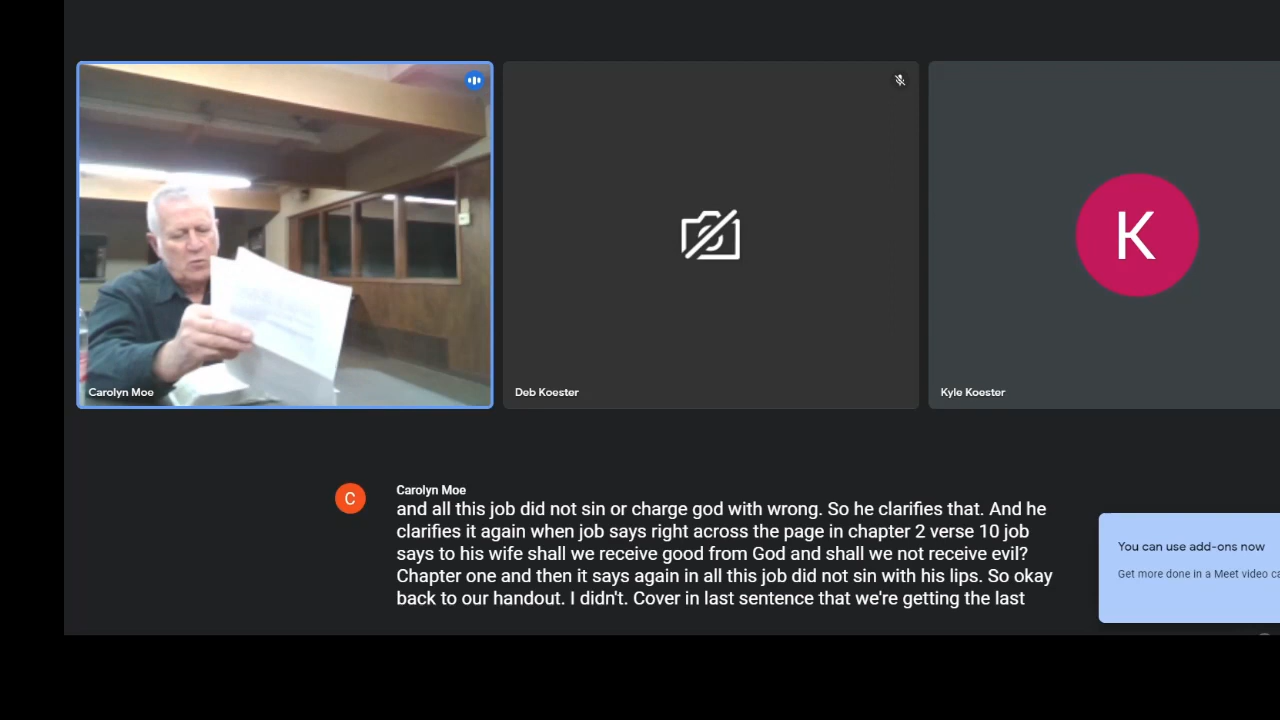 K
Carolyn Moe
Deb Koester
Kyle Koester
C
Carolyn Moe
and all this job did not sin or charge god with wrong. So he clarifies that. And he
clarifies it again when job says right across the page in chapter 2 verse 10 job
says to his wife shall we receive good from God and shall we not receive evil?
Chapter one and then it says again in all this job did not sin with his lips. So okay
back to our handout. I didn't. Cover in last sentence that we're getting the last
You can use add-ons now
Get more done in a Meet video ca